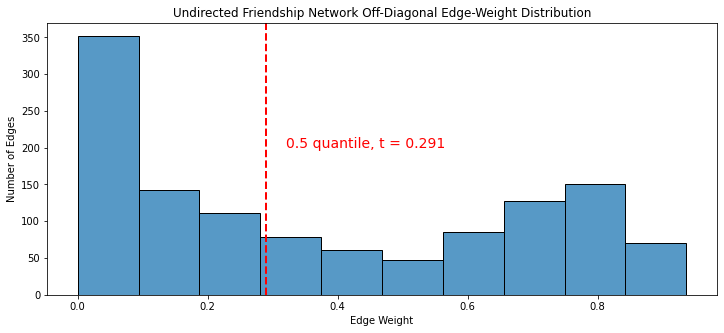 Undirected Friendship Network Off-Diagonal Edge-Weight Distribution
350
300
250
200
150
100
50
0
Number of Edges
0.5 quantile, t = 0.291
0.0 0.2 0.4 0.6 0.8
Edge Weight